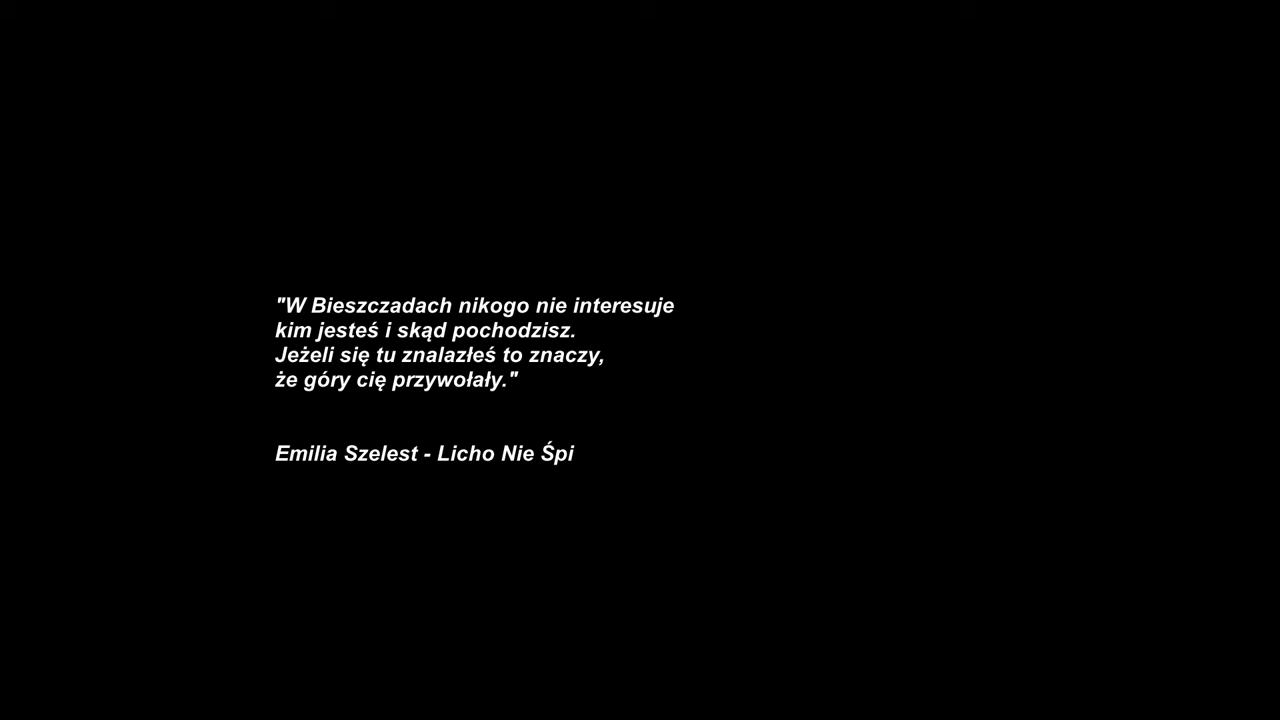 "W Bieszczadach nikogo nie interesuje
kim jesteś i skąd pochodzisz.
Jeżeli się tu znalazłeś to znaczy,
że góry cię przywołały."
Emilia Szelest - Licho Nie Śpi